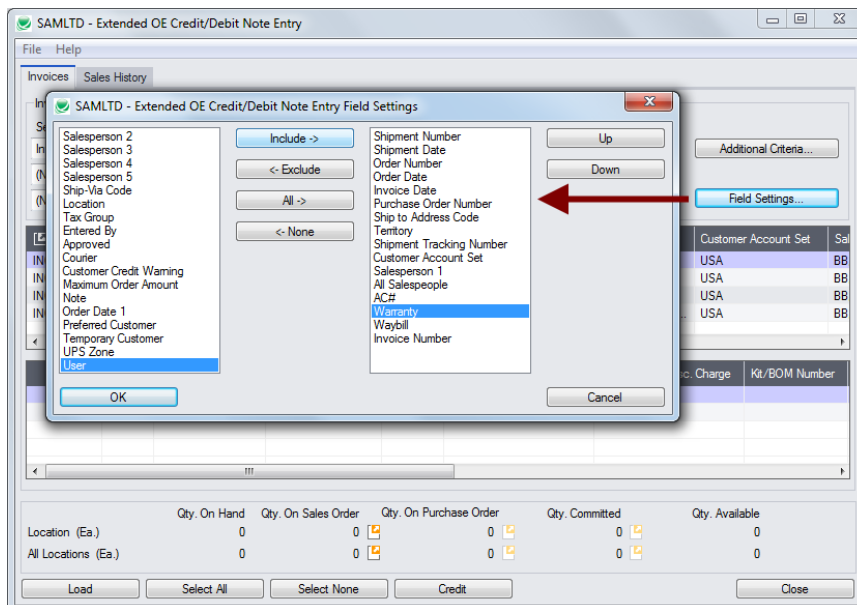 SAMLTD - Extended OE Credit/Debit Note Entry
File Help
Invoices Sales History
SAMLTD - Extended OE Credit/Debit Note Entry Field Settings
Salesperson 2
Salesperson 3
Salesperson 4
Salesperson 5
Ship-Via Code
Location
Tax Group
Entered By
Approved
Courier
Customer Credit Warning
Maximum Order Amount
Note
Order Date 1
Preferred Customer
Temporary Customer
UPS Zone
User
Include ->
<- Exclude
All ->
<- None
Shipment Number
Shipment Date
Order Number
Order Date
Invoice Date
Purchase Order Number
Ship to Address Code
Territory
Shipment Tracking Number
Customer Account Set
Salesperson 1
All Salespeople
AC#
Warranty
Waybill
Invoice Number
Up
Down
OK
Cancel
Additional Criteria...
Field Settings...
Customer Account Set Sal
USA BB
USA BB
USA BB
USA BB
Charge Kit/BOM Number
Qty. On Hand Qty. On Sales Order Qty. On Purchase Order Qty. Committed Qty. Available
Location (Ea.) 0 0 0 0 0
All Locations (Ea.) 0 0 0 0 0
Load Select All Select None Credit Close